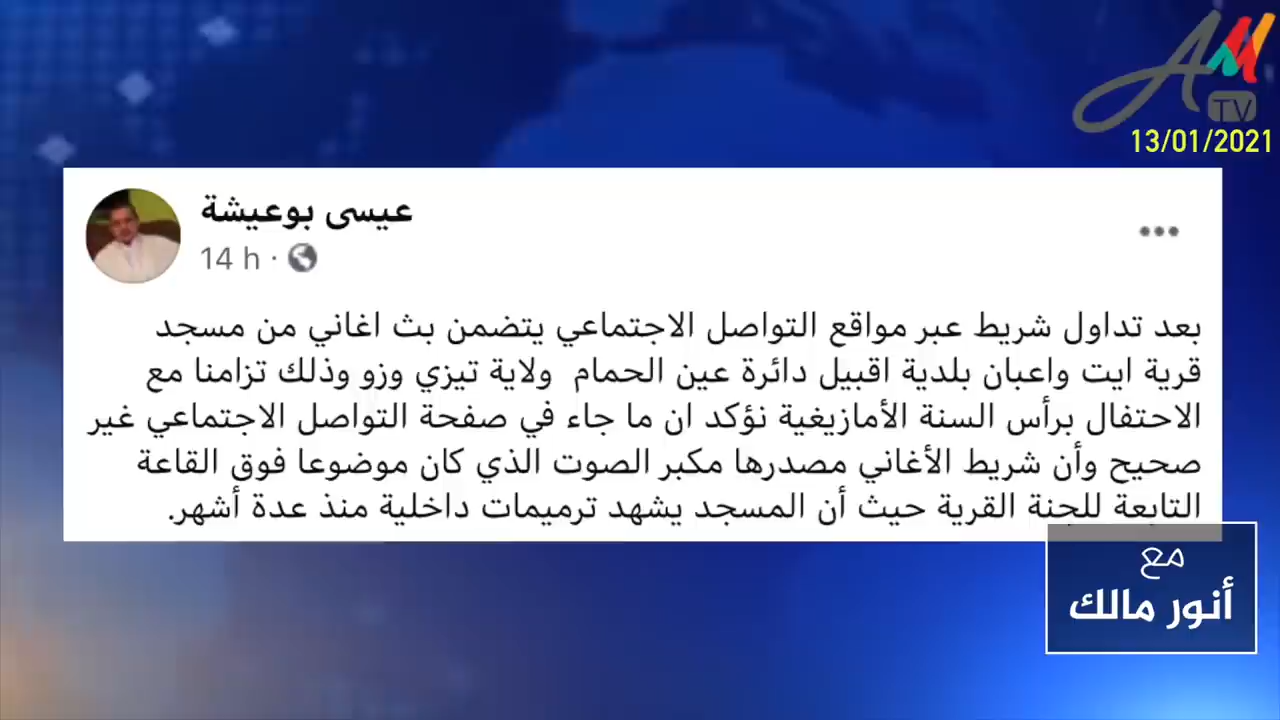 AM
TV
13/01/2021
عيسى بوعيشة
14 h ·
بعد تداول شريط عبر مواقع التواصل الاجتماعي يتضمن بث اغاني من مسجد
قرية ايت واعبان بلدية اقبيل دائرة عين الحمام ولاية تيزي وزو وذلك تزامنا مع
الاحتفال برأس السنة الأمازيغية نؤكد ان ما جاء في صفحة التواصل الاجتماعي غير
صحيح وأن شريط الأغاني مصدرها مكبر الصوت الذي كان موضوعا فوق القاعة
التابعة للجنة القرية حيث أن المسجد يشهد ترميمات داخلية منذ عدة أشهر.
مع
أنور مالك